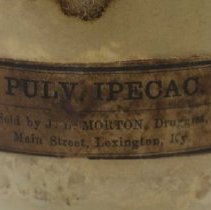 PULV. IPECAC.
Sold by J. B. MORTON, Druggist,
Main Street, Lexington, Ky.